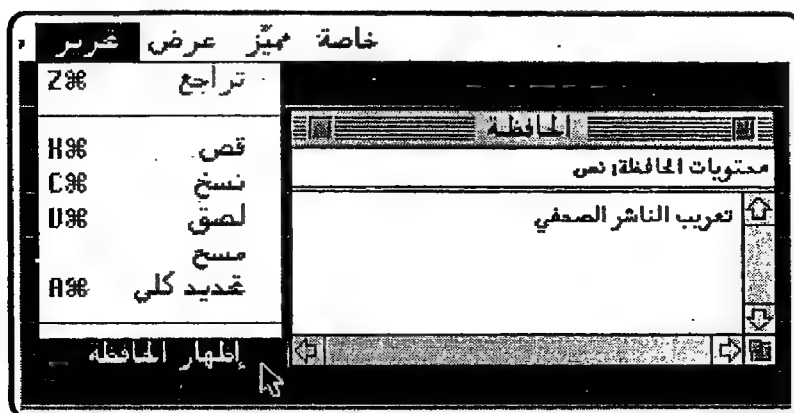 خاصة مميّز عرض تحرير
تراجع ⌘Z
قص ⌘X
نسخ ⌘C
لصق ⌘V
مسح
تحديد كلي ⌘A
إظهار الحافظة
الحافظة
محتويات الحافظة: نص
تعريب الناشر الصحفي